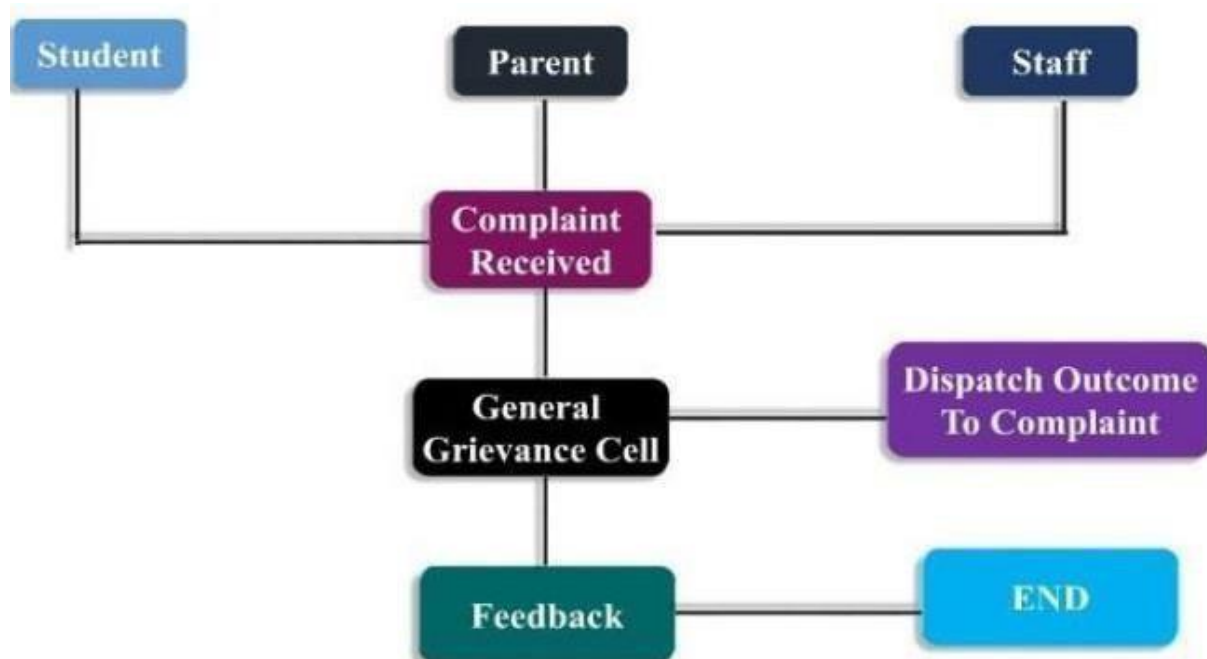 Student
Parent
Staff
Complaint
Received
General
Grievance Cell
Dispatch Outcome
To Complaint
Feedback
END